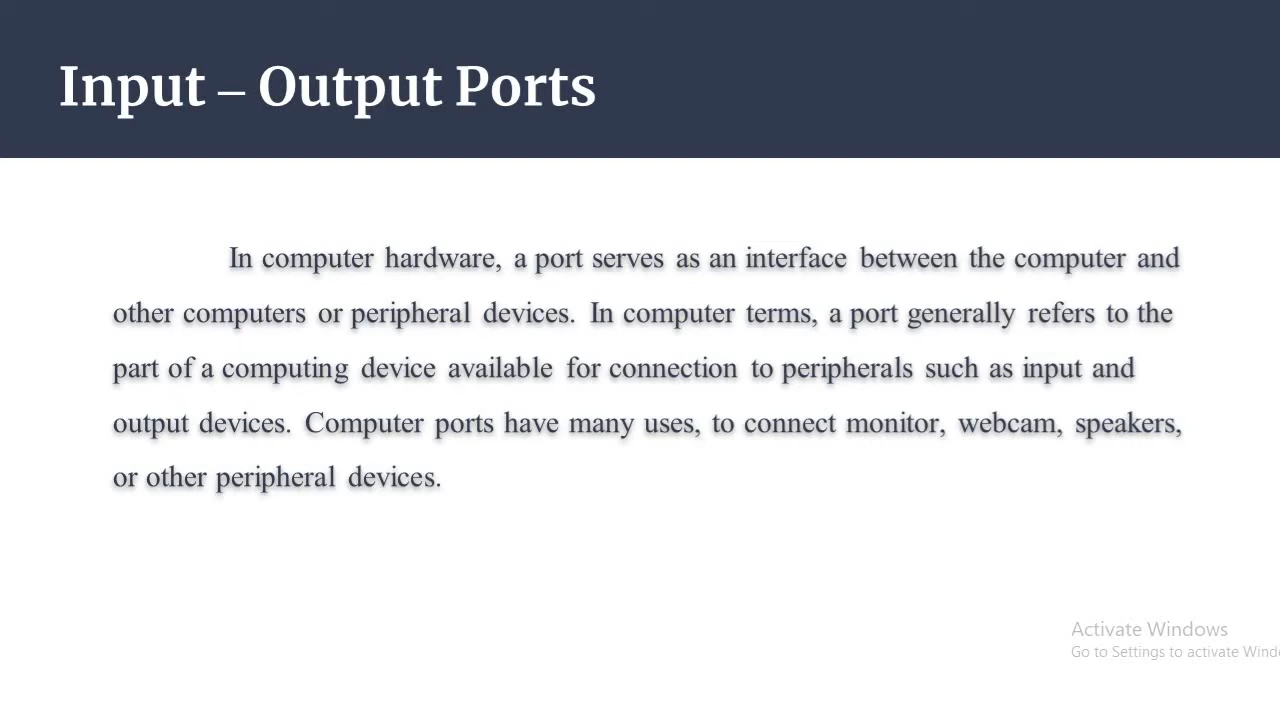 Input – Output Ports
In computer hardware, a port serves as an interface between the computer and
other computers or peripheral devices. In computer terms, a port generally refers to the
part of a computing device available for connection to peripherals such as input and
output devices. Computer ports have many uses, to connect monitor, webcam, speakers,
or other peripheral devices.
Activate Windows
Go to Settings to activate